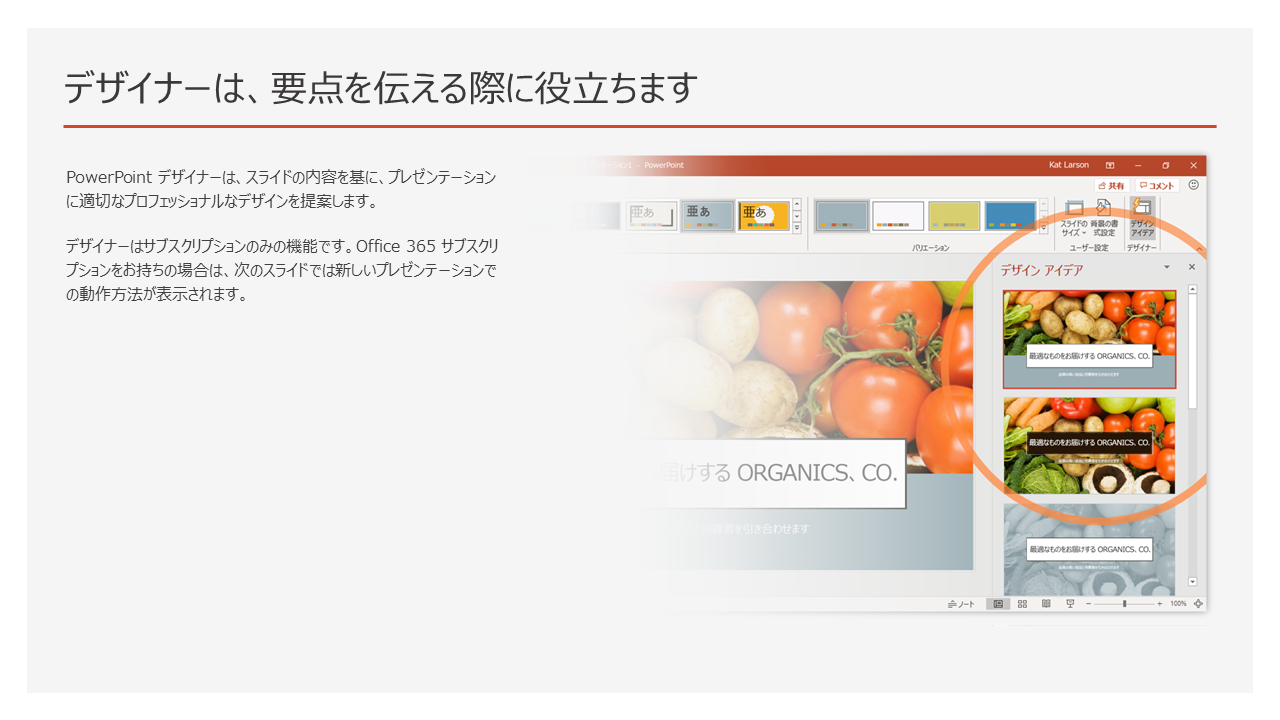 デザイナーは、要点を伝える際に役立ちます
PowerPoint デザイナーは、スライドの内容を基に、プレゼンテーション
に適切なプロフェッショナルなデザインを提案します。
デザイナーはサブスクリプションのみの機能です。Office 365 サブスクリ
プションをお持ちの場合は、次のスライドでは新しいプレゼンテーションで
の動作方法が表示されます。
- PowerPoint
Kat Larson
共有
コメント
亜あ
亜あ
亜あ
スライドの
サイズ
背景の書
式設定
デザイン
アイデア
バリエーション
ユーザー設定
デザイナー
デザイン アイデア
最適なものをお届けする ORGANICS、CO.
最適なものをお届けする ORGANICS、CO.
届けする ORGANICS、CO.
を引き合わせます
最適なものをお届けする ORGANICS、CO.
ノート
100%